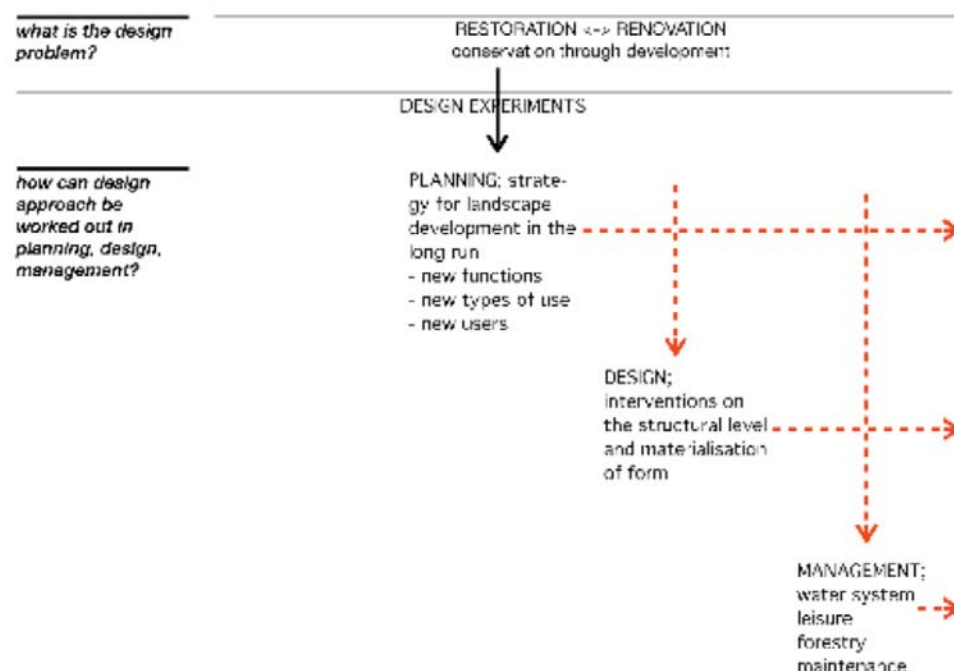 what is the design
problem?
RESTORATION <-> RENOVATION
conservation through development
DESIGN EXPERIMENTS
how can design
approach be
worked out in
planning, design,
management?
PLANNING; strate-
gy for landscape
development in the
long run
- new functions
- new types of use
- new users
DESIGN;
interventions on
the structural level
and materialisation
of form
MANAGEMENT;
water system
leisure
forestry
maintenance